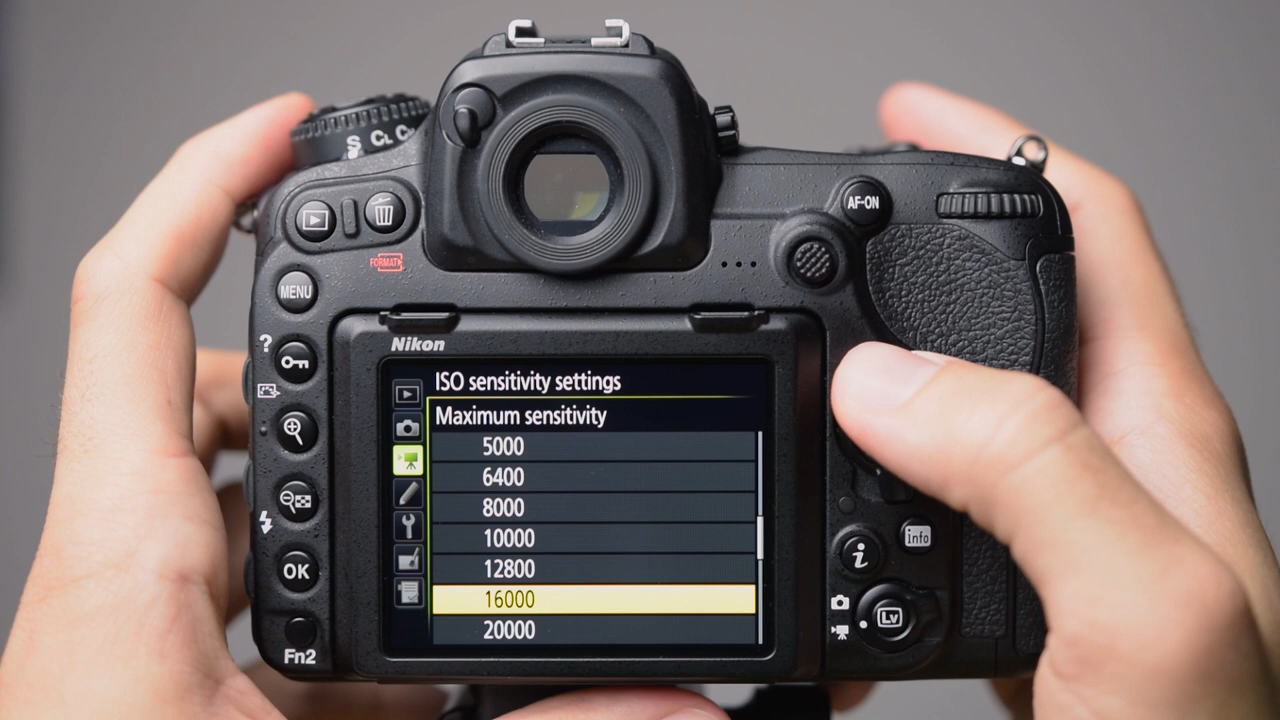 S CL
AF-ON
FORMAT
MENU
Nikon
?
ISO sensitivity settings
Maximum sensitivity
5000
6400
8000
10000
12800
16000
20000
info
i
OK
Lv
Fn2